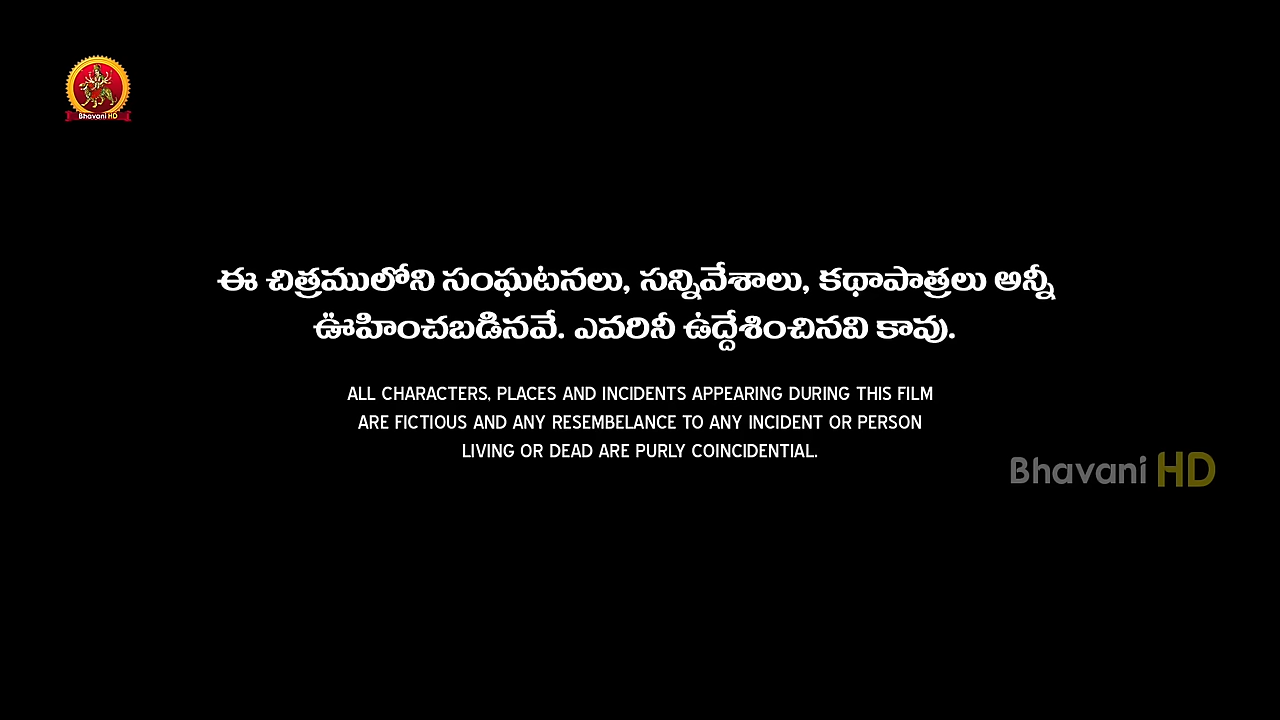 Bhavani HD
ఈ చిత్రములోని సంఘటనలు, సన్నివేశాలు, కథాపాత్రలు అన్నీ
ఊహించబడినవే. ఎవరినీ ఉద్దేశించినవి కావు.
ALL CHARACTERS, PLACES AND INCIDENTS APPEARING DURING THIS FILM
ARE FICTIOUS AND ANY RESEMBELANCE TO ANY INCIDENT OR PERSON
LIVING OR DEAD ARE PURLY COINCIDENTIAL.
Bhavani HD